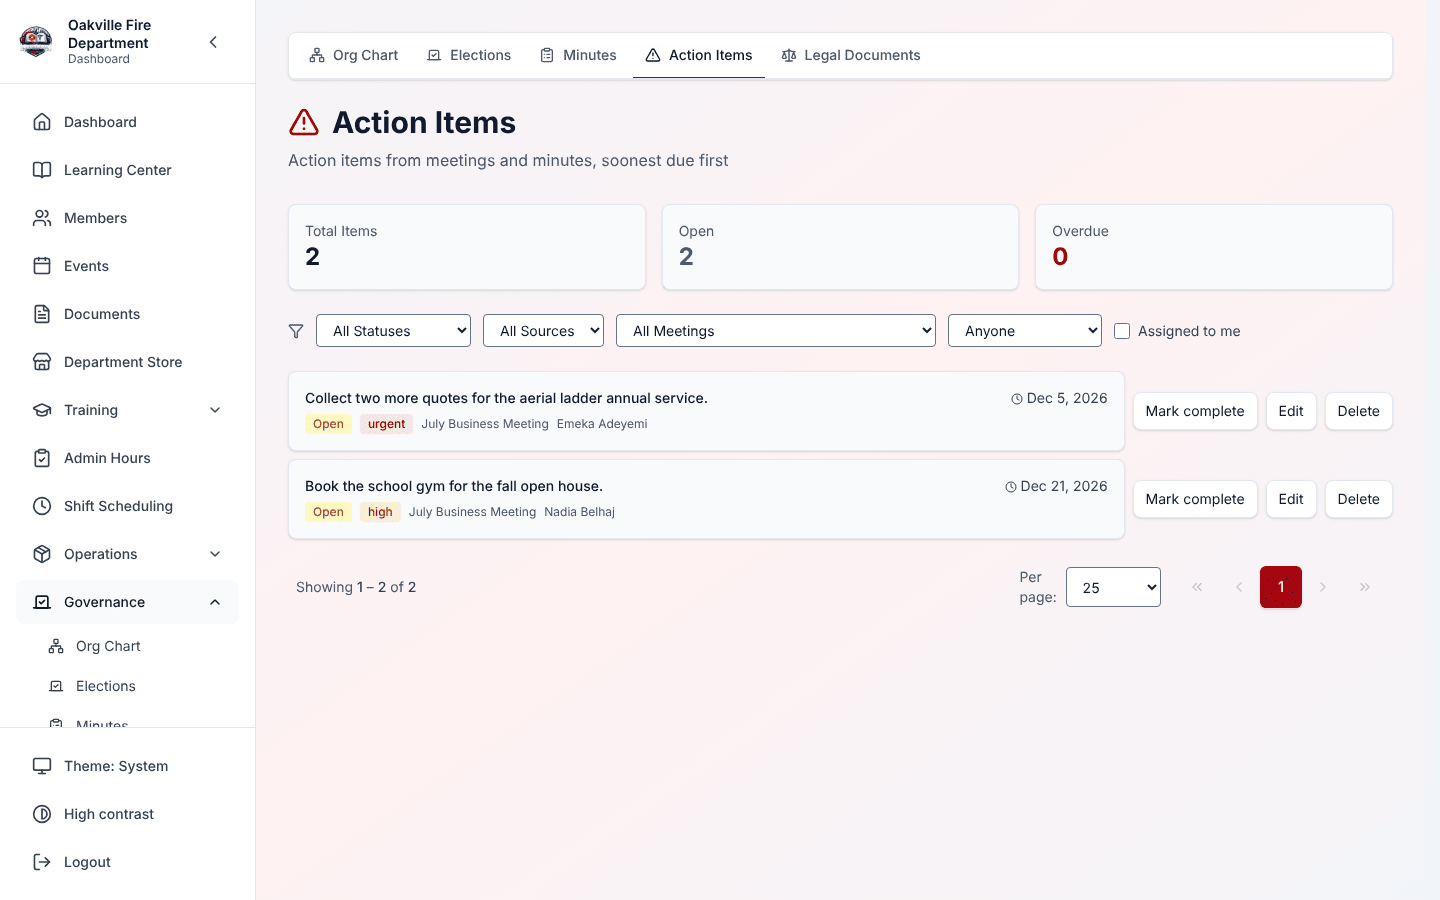 Oakville Fire
Department
Dashboard
Dashboard
Learning Center
Members
Events
Documents
Department Store
Training
Admin Hours
Shift Scheduling
Operations
Governance
Org Chart
Elections
Minutes
Theme: System
High contrast
Logout
Org Chart Elections Minutes Action Items Legal Documents
Action Items
Action items from meetings and minutes, soonest due first
Total Items
2
Open
2
Overdue
0
All Statuses All Sources All Meetings Anyone Assigned to me
Collect two more quotes for the aerial ladder annual service. Dec 5, 2026
Open urgent July Business Meeting Emeka Adeyemi
Mark complete Edit Delete
Book the school gym for the fall open house. Dec 21, 2026
Open high July Business Meeting Nadia Belhaj
Mark complete Edit Delete
Showing 1 – 2 of 2
Per
page:
25
« ‹ 1 › »